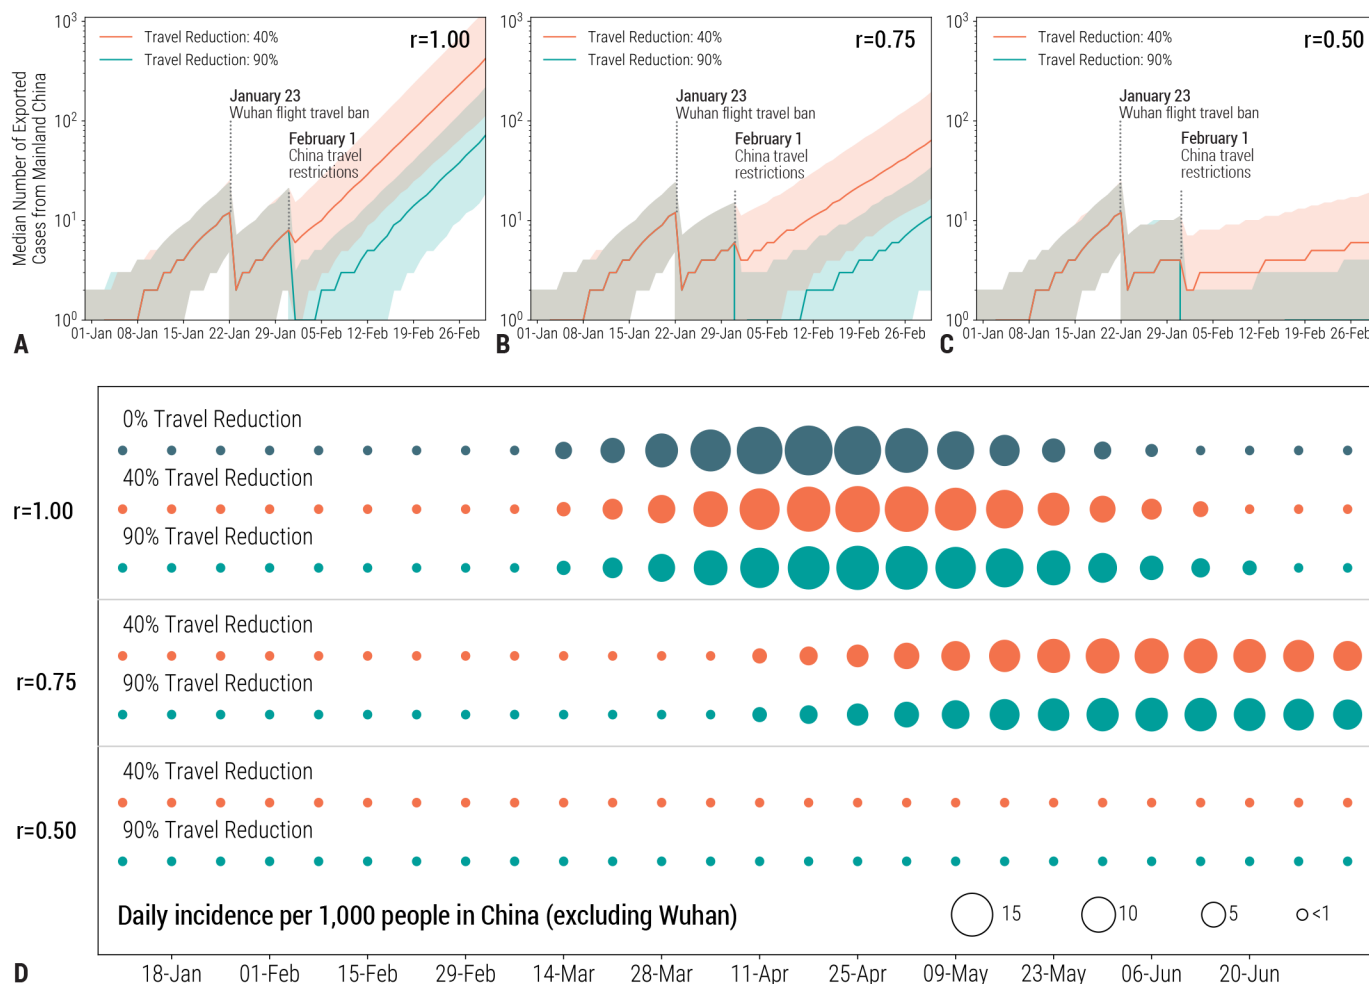 Median Number of Exported
Cases from Mainland China
10³
10²
10¹
10⁰
Travel Reduction: 40%
Travel Reduction: 90%
r=1.00
January 23
Wuhan flight travel ban
February 1
China travel
restrictions
01-Jan 08-Jan 15-Jan 22-Jan 29-Jan 05-Feb 12-Feb 19-Feb 26-Feb
A
10³
10²
10¹
10⁰
Travel Reduction: 40%
Travel Reduction: 90%
r=0.75
January 23
Wuhan flight travel ban
February 1
China travel
restrictions
01-Jan 08-Jan 15-Jan 22-Jan 29-Jan 05-Feb 12-Feb 19-Feb 26-Feb
B
10³
10²
10¹
10⁰
Travel Reduction: 40%
Travel Reduction: 90%
r=0.50
January 23
Wuhan flight travel ban
February 1
China travel
restrictions
01-Jan 08-Jan 15-Jan 22-Jan 29-Jan 05-Feb 12-Feb 19-Feb 26-Feb
C
0% Travel Reduction
40% Travel Reduction
r=1.00
90% Travel Reduction
40% Travel Reduction
r=0.75
90% Travel Reduction
40% Travel Reduction
r=0.50
90% Travel Reduction
Daily incidence per 1,000 people in China (excluding Wuhan) 15 10 5 <1
18-Jan 01-Feb 15-Feb 29-Feb 14-Mar 28-Mar 11-Apr 25-Apr 09-May 23-May 06-Jun 20-Jun
D